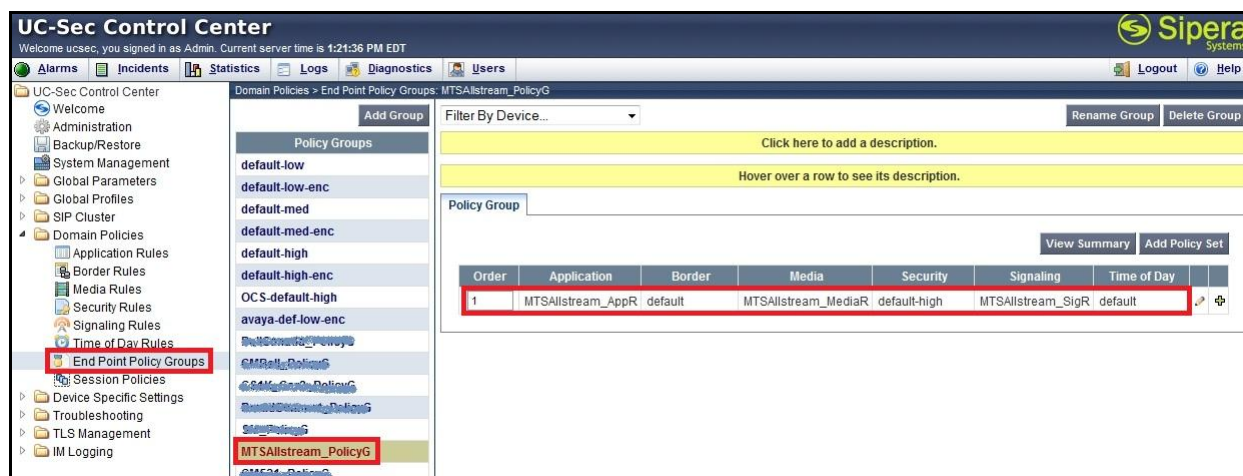 UC-Sec Control Center
Sipera
Systems
Welcome ucsec, you signed in as Admin. Current server time is 1:21:36 PM EDT
Alarms Incidents Statistics Logs Diagnostics Users Logout Help
UC-Sec Control Center
Welcome
Administration
Backup/Restore
System Management
Global Parameters
Global Profiles
SIP Cluster
Domain Policies
Application Rules
Border Rules
Media Rules
Security Rules
Signaling Rules
Time of Day Rules
End Point Policy Groups
Session Policies
Device Specific Settings
Troubleshooting
TLS Management
IM Logging
Domain Policies > End Point Policy Groups: MTSAllstream_PolicyG
Add Group
Policy Groups
default-low
default-low-enc
default-med
default-med-enc
default-high
default-high-enc
OCS-default-high
avaya-def-low-enc
MTSAllstream_PolicyG
Filter By Device...
Rename Group Delete Group
Click here to add a description.
Hover over a row to see its description.
Policy Group
View Summary Add Policy Set
Order Application Border Media Security Signaling Time of Day
1 MTSAllstream_AppR default MTSAllstream_MediaR default-high MTSAllstream_SigR default